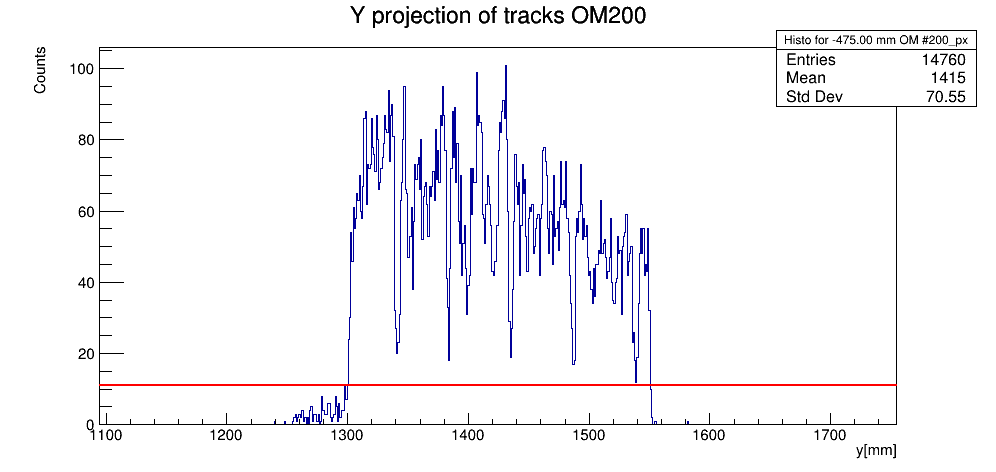 Y projection of tracks OM200
Histo for -475.00 mm OM #200_px
Entries 14760
Mean 1415
Std Dev 70.55
Counts
100
80
60
40
20
0
1100 1200 1300 1400 1500 1600 1700
y[mm]